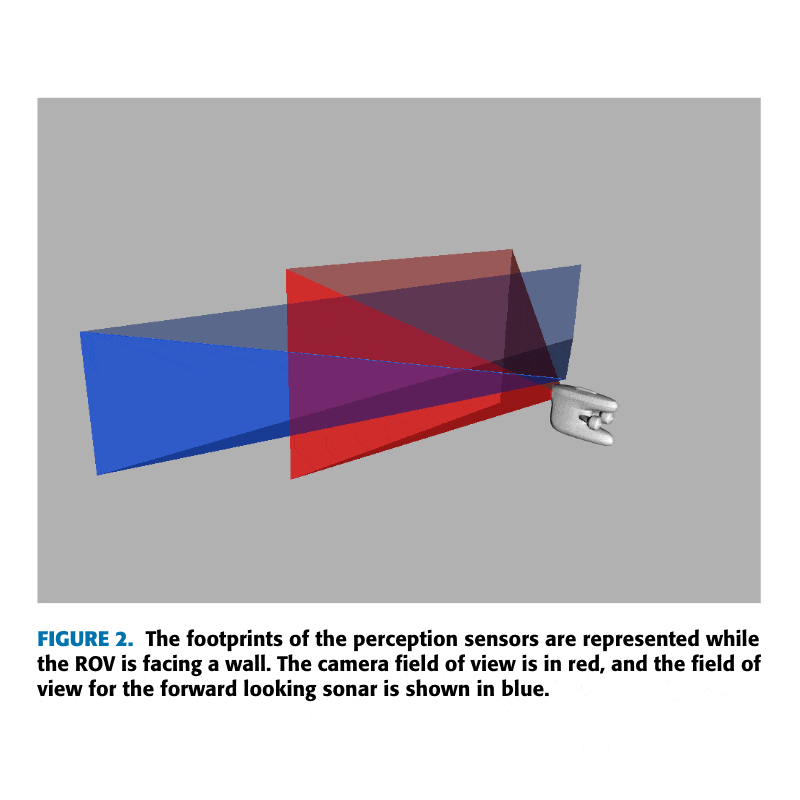 FIGURE 2. The footprints of the perception sensors are represented while
the ROV is facing a wall. The camera field of view is in red, and the field of
view for the forward looking sonar is shown in blue.